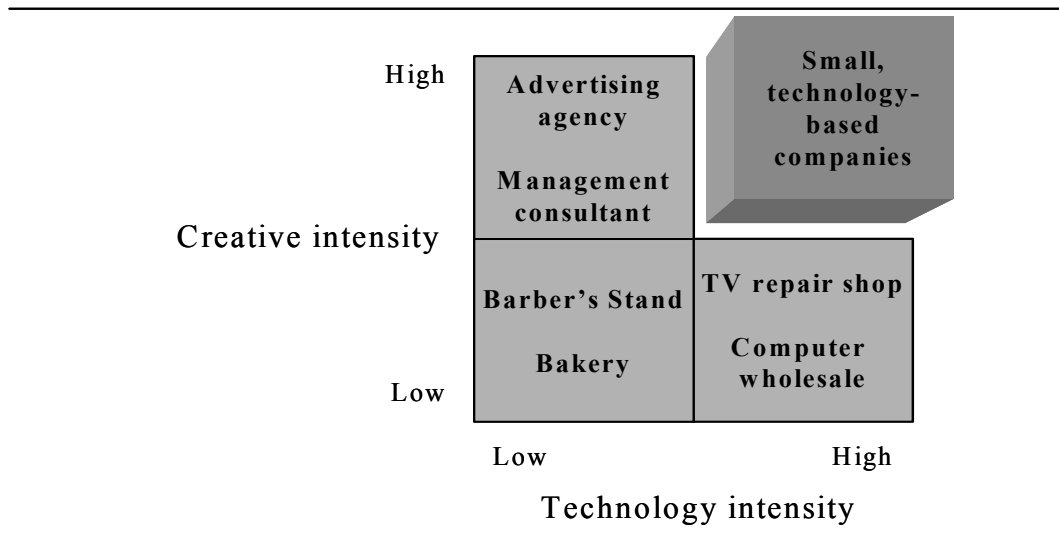 High
Advertising
agency
Management
consultant
Small,
technology-
based
companies
Creative intensity
Barber’s Stand
Bakery
TV repair shop
Computer
wholesale
Low
Low
High
Technology intensity